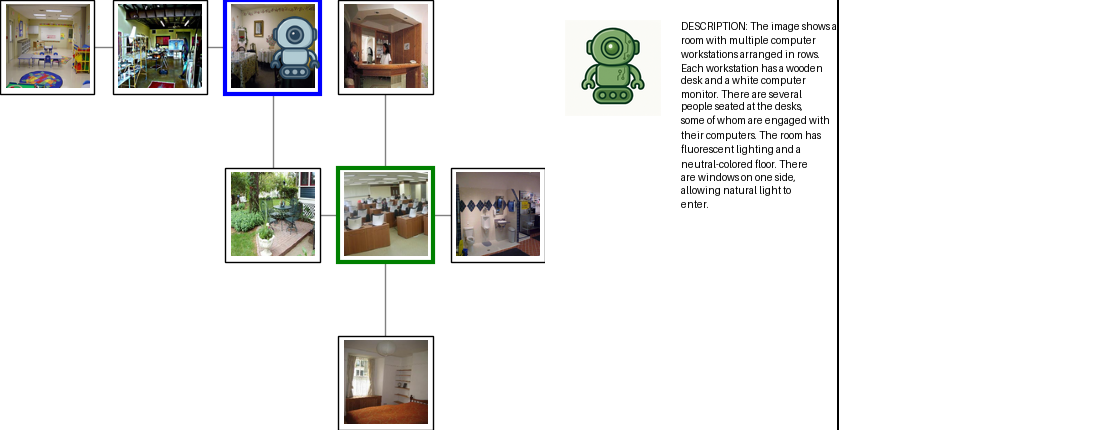 DESCRIPTION: The image shows a
room with multiple computer
workstations arranged in rows.
Each workstation has a wooden
desk and a white computer
monitor. There are several
people seated at the desks,
some of whom are engaged with
their computers. The room has
fluorescent lighting and a
neutral-colored floor. There
are windows on one side,
allowing natural light to
enter.